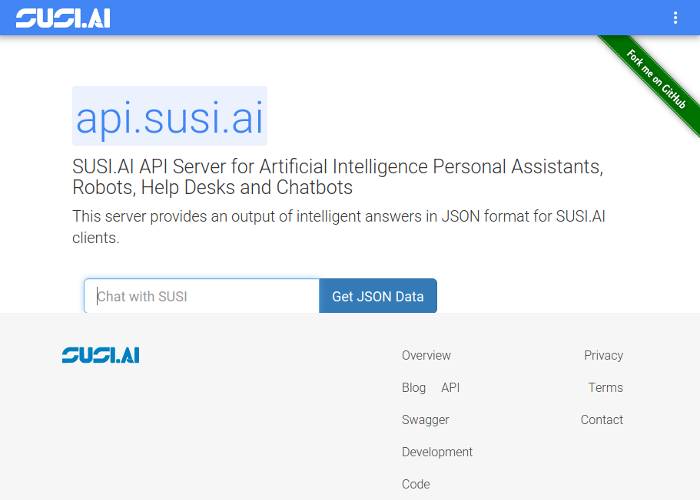 SUSI.AI
Fork me on GitHub
api.susi.ai
SUSI.AI API Server for Artificial Intelligence Personal Assistants,
Robots, Help Desks and Chatbots
This server provides an output of intelligent answers in JSON format for SUSI.AI
clients.
Chat with SUSI
Get JSON Data
SUSI.AI
Overview
Privacy
Blog API
Terms
Swagger
Contact
Development
Code